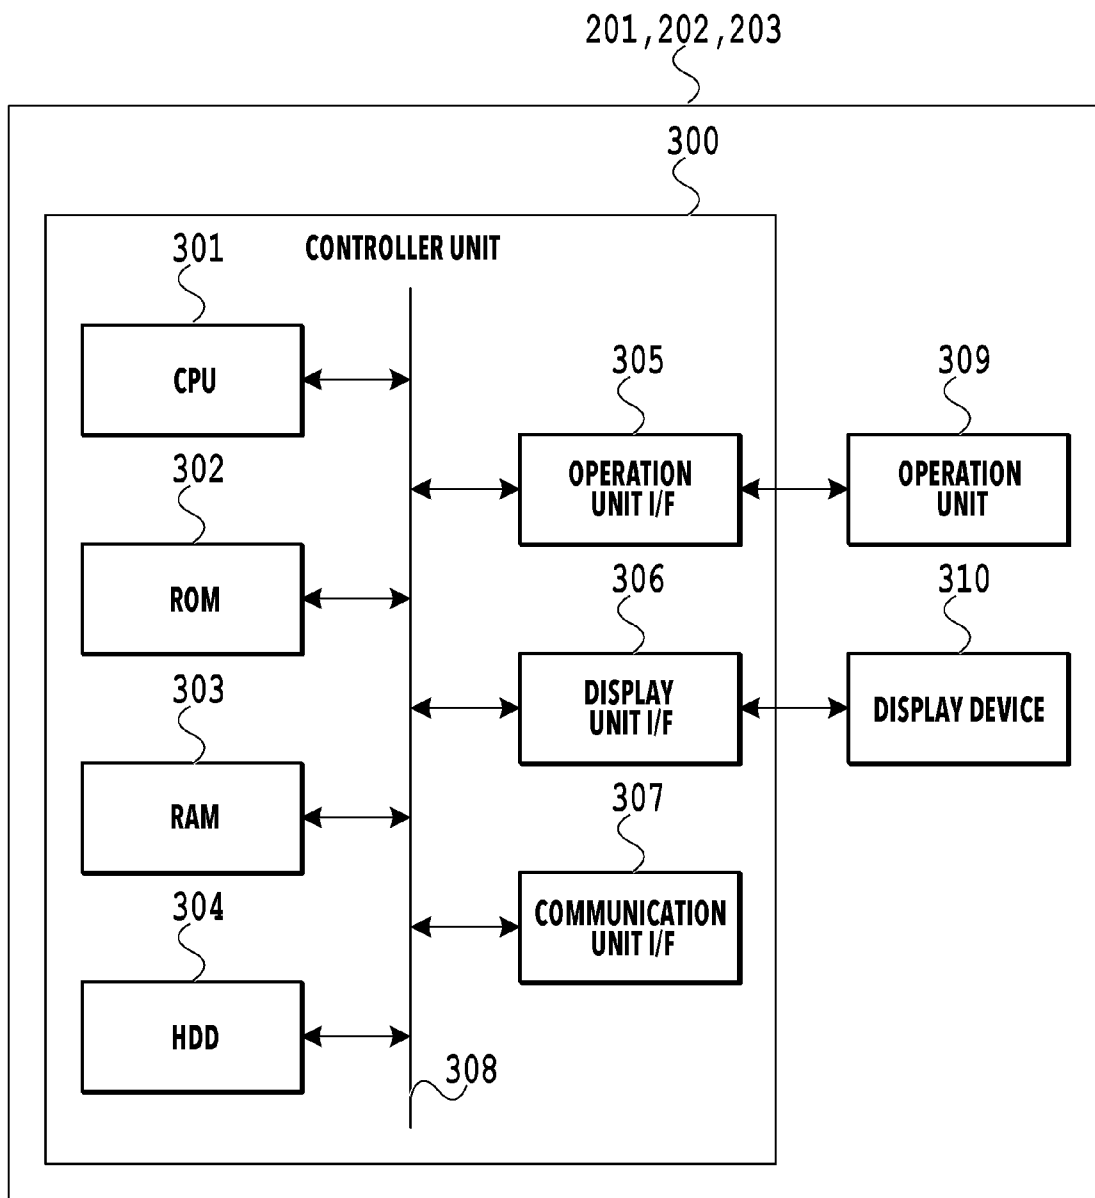 201,202,203
300
CONTROLLER UNIT
301
CPU
305
OPERATION
UNIT I/F
309
OPERATION
UNIT
302
ROM
306
DISPLAY
UNIT I/F
310
DISPLAY DEVICE
303
RAM
307
COMMUNICATION
UNIT I/F
304
HDD
308